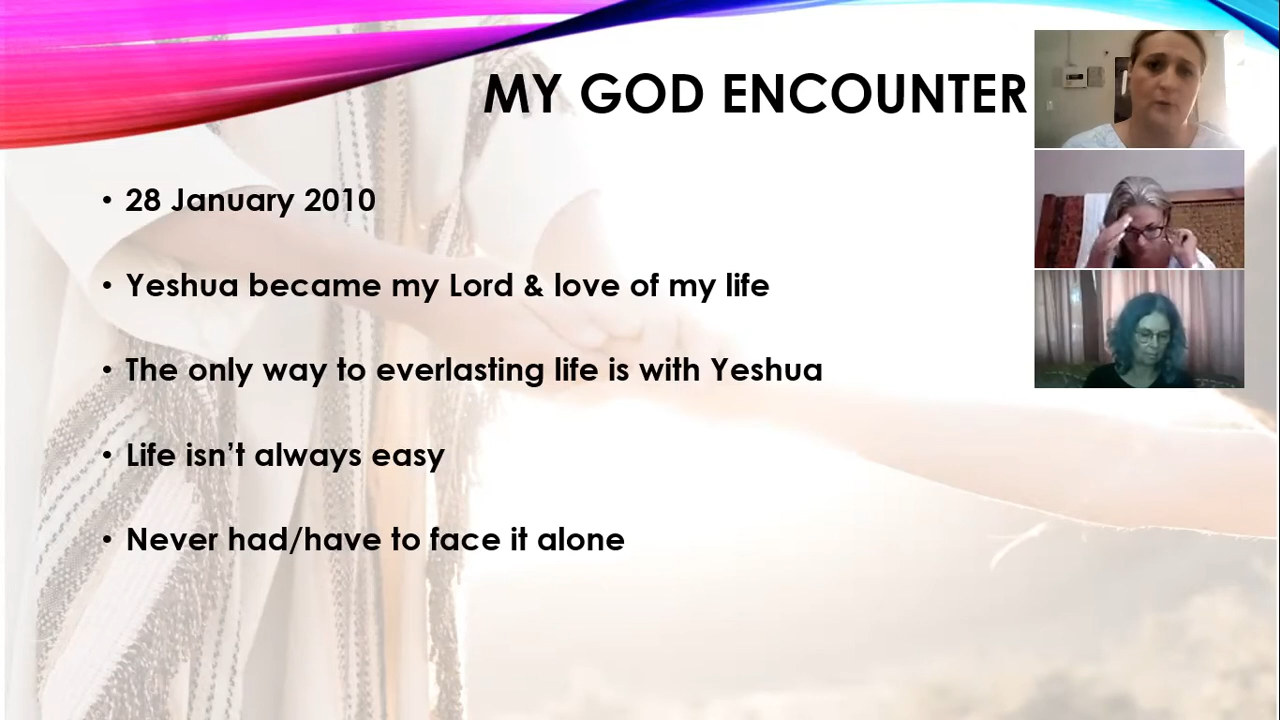 MY GOD ENCOUNTER
• 28 January 2010
• Yeshua became my Lord & love of my life
• The only way to everlasting life is with Yeshua
• Life isn’t always easy
• Never had/have to face it alone